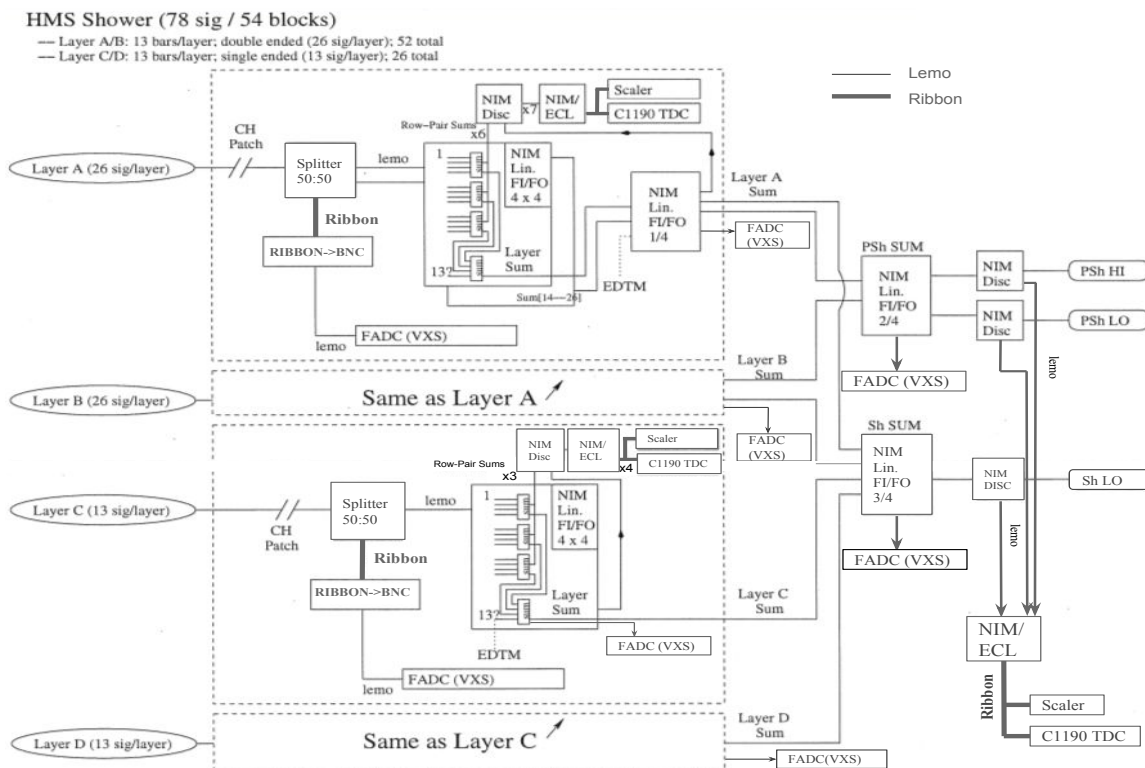 HMS Shower (78 sig / 54 blocks)
— Layer A/B: 13 bars/layer; double ended (26 sig/layer); 52 total
— Layer C/D: 13 bars/layer; single ended (13 sig/layer); 26 total
Lemo
Ribbon
NIM
Disc
x7
NIM/
ECL
Scaler
C1190 TDC
Row-Pair Sums
x6
CH
Patch
Layer A (26 sig/layer)
Splitter
50:50
lemo
1
sum
sum
sum
sum
13?
NIM
Lin.
FI/FO
4 x 4
Layer
Sum
Sum[14—26]
NIM
Lin.
FI/FO
1/4
EDTM
Ribbon
RIBBON->BNC
lemo
FADC (VXS)
Layer A
Sum
FADC
(VXS)
PSh SUM
NIM
Lin.
FI/FO
2/4
NIM
Disc
PSh HI
NIM
Disc
PSh LO
lemo
FADC (VXS)
Layer B
Sum
Layer B (26 sig/layer)
Same as Layer A
FADC
(VXS)
Sh SUM
NIM
Lin.
FI/FO
3/4
NIM
DISC
Sh LO
lemo
FADC (VXS)
NIM
Disc
NIM/
ECL
x4
Scaler
C1190 TDC
Row-Pair Sums
x3
Layer C (13 sig/layer)
CH
Patch
Splitter
50:50
lemo
1
sum
sum
sum
sum
13?
NIM
Lin.
FI/FO
4 x 4
Layer
Sum
EDTM
Ribbon
RIBBON->BNC
lemo
FADC (VXS)
FADC (VXS)
Layer C
Sum
NIM/
ECL
Ribbon
Scaler
C1190 TDC
Layer D
Sum
Layer D (13 sig/layer)
Same as Layer C
FADC(VXS)